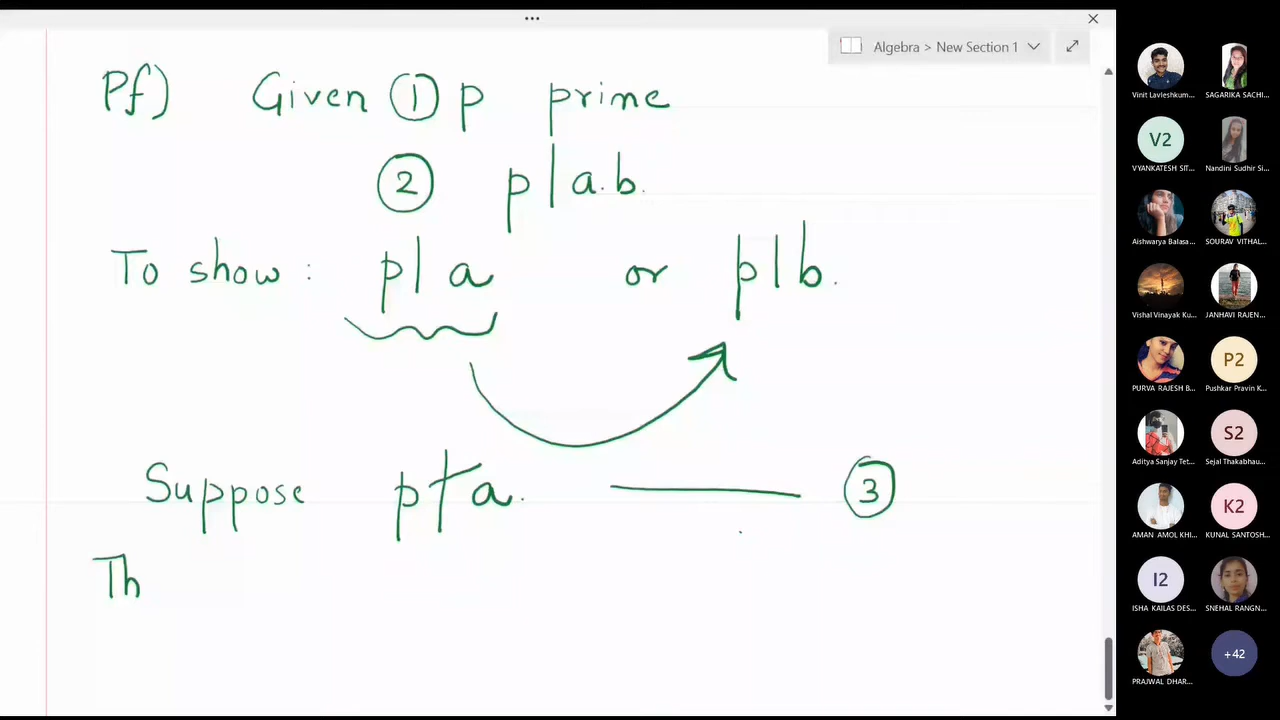 ...
Algebra > New Section 1
Pf) Given ① p prime
② p | a.b.
To show : p | a or p | b.
Suppose p ∤ a. ——— ③
Th
Vinit Lavleshkum...
SAGARIKA SACHI...
V2
VYANKATESH SIT...
Nandini Sudhir Si...
Aishwarya Balasa...
SOURAV VITHAL...
Vishal Vinayak Ku...
JANHAVI RAJEN...
PURVA RAJESH B...
P2
Pushkar Pravin K...
Aditya Sanjay Tet...
S2
Sejal Thakabhau...
AMAN AMOL KHI...
K2
KUNAL SANTOSH...
I2
ISHA KAILAS DES...
SNEHAL RANGN...
PRAJWAL DHAR...
+42